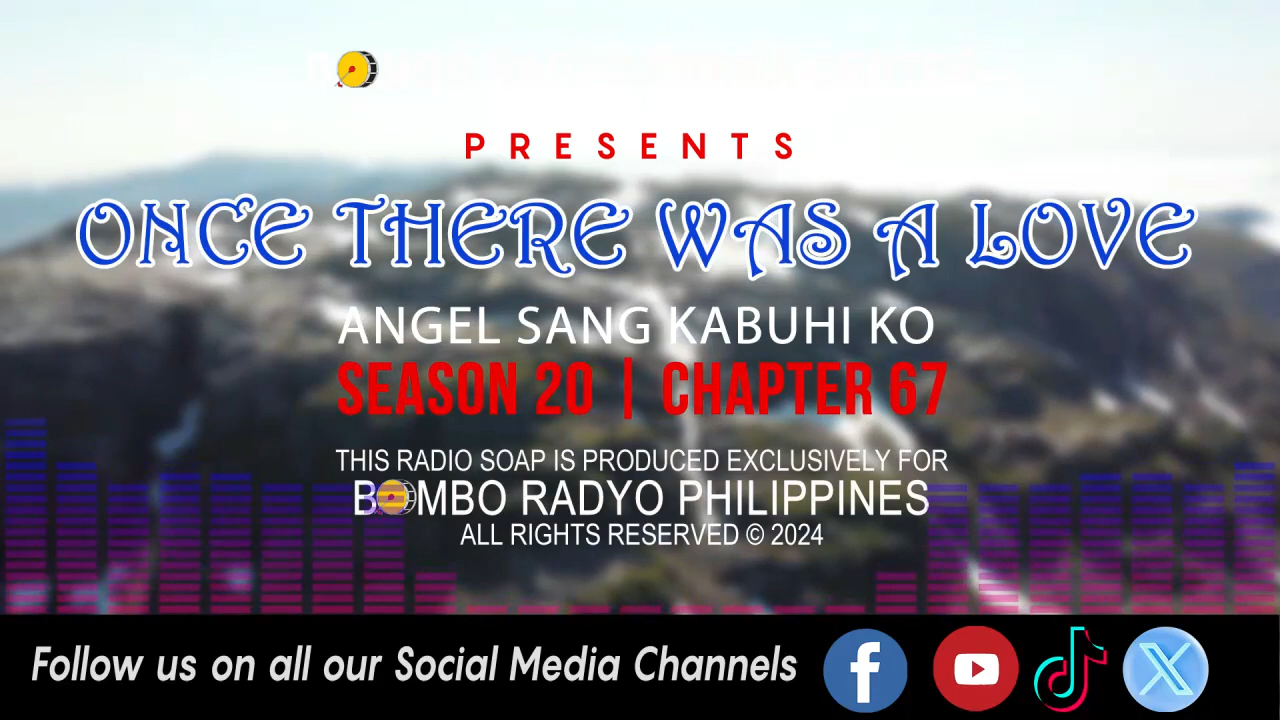 PRESENTS
ONCE THERE WAS A LOVE
ANGEL SANG KABUHI KO
SEASON 20 | CHAPTER 67
THIS RADIO SOAP IS PRODUCED EXCLUSIVELY FOR
BOMBO RADYO PHILIPPINES
ALL RIGHTS RESERVED © 2024
Follow us on all our Social Media Channels